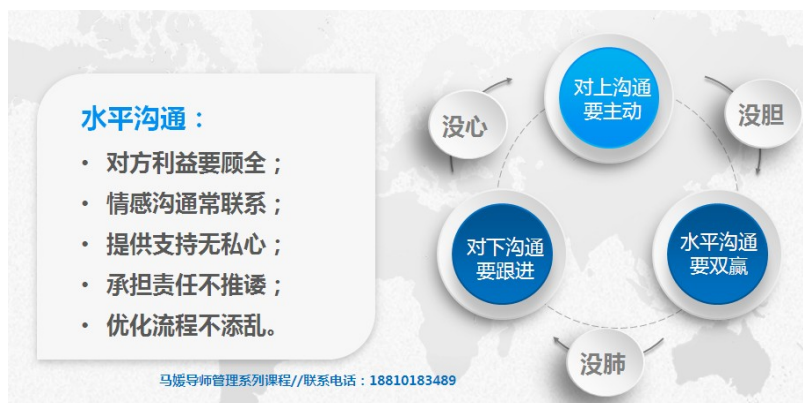 水平沟通：
• 对方利益要顾全；
• 情感沟通常联系；
• 提供支持无私心；
• 承担责任不推诿；
• 优化流程不添乱。
对上沟通
要主动
没心
没胆
对下沟通
要跟进
水平沟通
要双赢
没肺
马媛导师管理系列课程//联系电话：18810183489